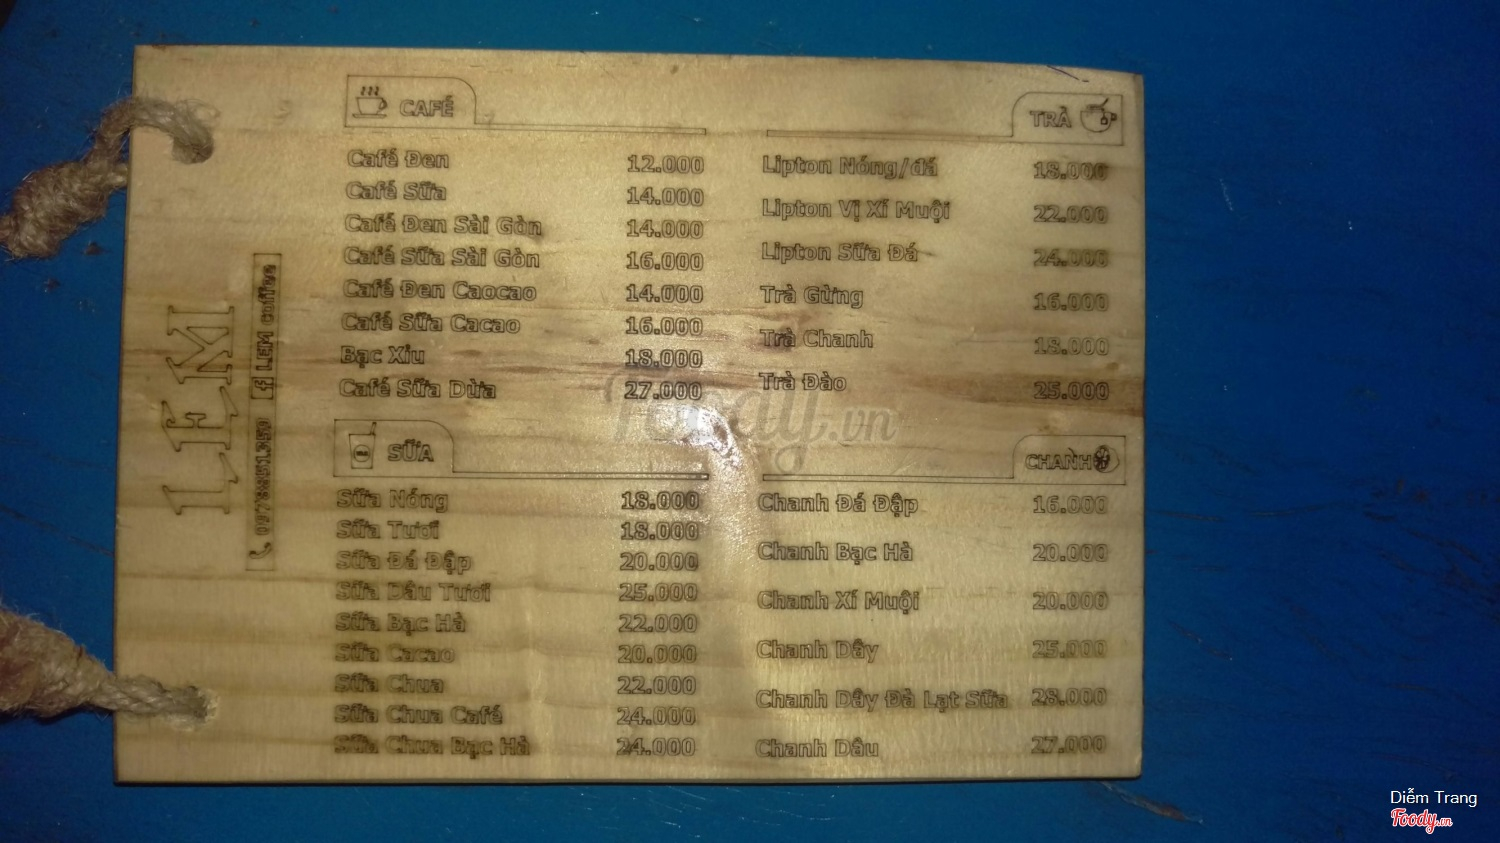 LEM
0976851359 LEM coffee
CAFÉ
Café Đen 12.000
Café Sữa 14.000
Café Đen Sài Gòn 14.000
Café Sữa Sài Gòn 16.000
Café Đen Caocao 14.000
Café Sữa Cacao 16.000
Bạc Xỉu 18.000
Café Sữa Dừa 27.000
SỮA
Sữa Nóng 18.000
Sữa Tươi 18.000
Sữa Đá Đập 20.000
Sữa Dâu Tươi 25.000
Sữa Bạc Hà 22.000
Sữa Cacao 20.000
Sữa Chua 22.000
Sữa Chua Café 24.000
Sữa Chua Bạc Hà 24.000
TRÀ
Lipton Nóng/đá 18.000
Lipton Vị Xí Muội 22.000
Lipton Sữa Đá 24.000
Trà Gừng 16.000
Trà Chanh 18.000
Trà Đào 25.000
CHANH
Chanh Đá Đập 16.000
Chanh Bạc Hà 20.000
Chanh Xí Muội 20.000
Chanh Dây 25.000
Chanh Dây Đà Lạt Sữa 28.000
Chanh Dâu 27.000
Foody.vn
Diễm Trang
Foody.vn